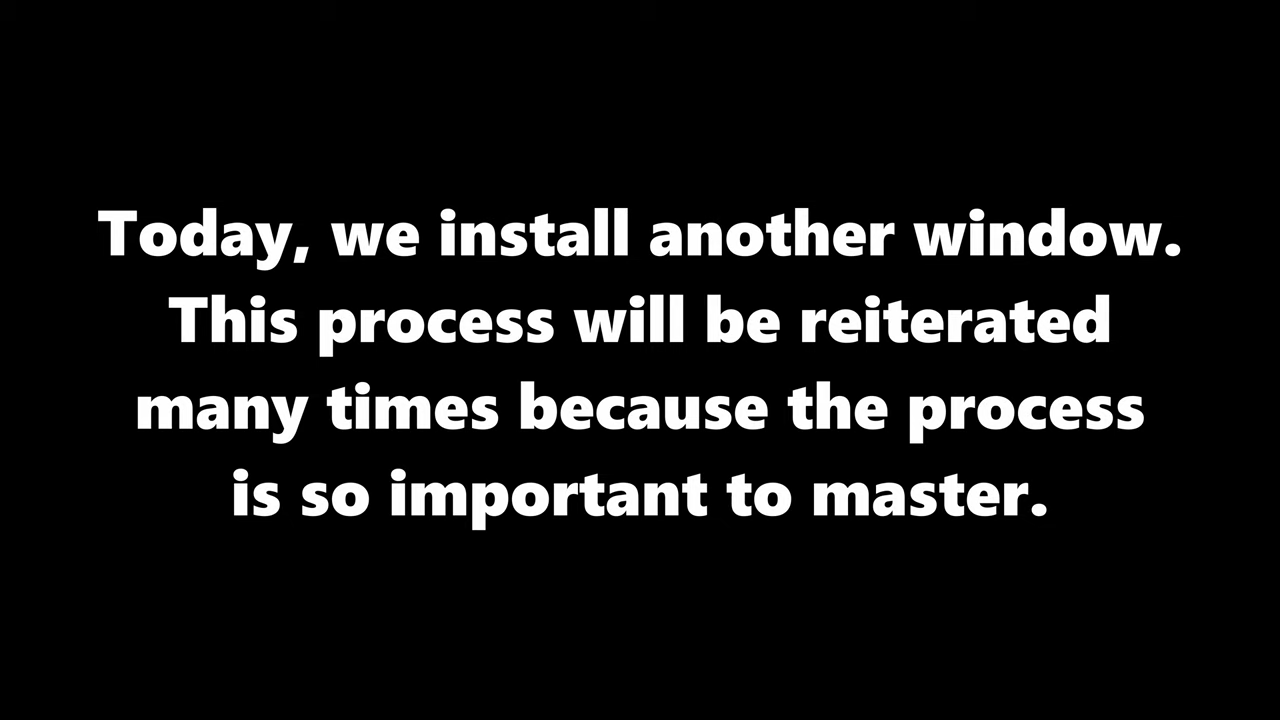 Today, we install another window.
This process will be reiterated
many times because the process
is so important to master.